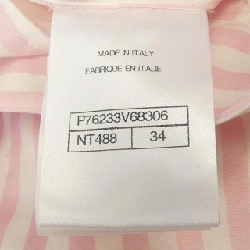 MADE IN ITALY
FABRIQUE EN ITALIE
P76233V68306
NT488 34